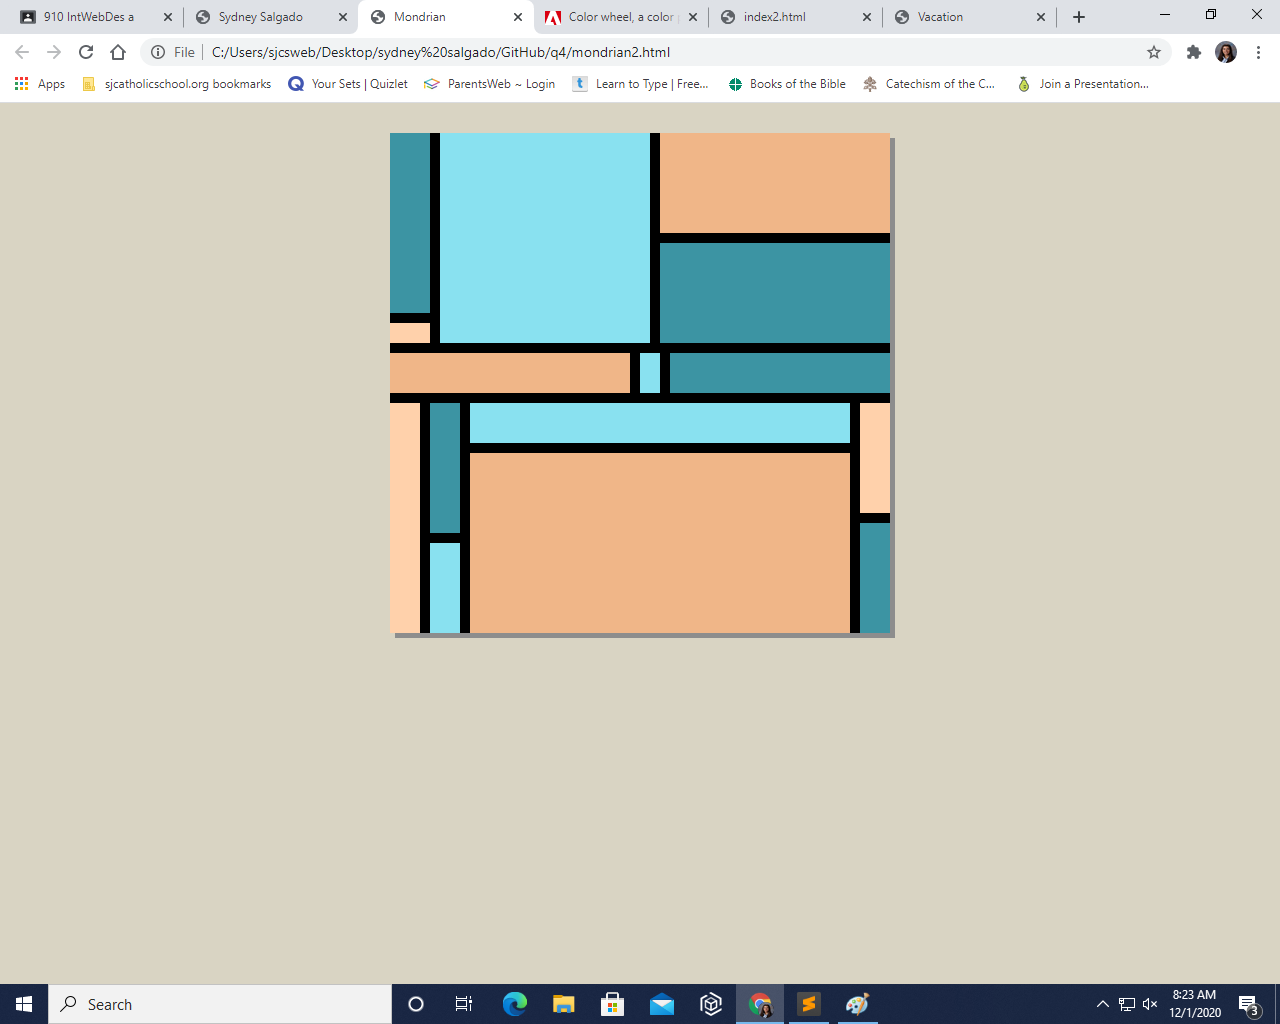 910 IntWebDes a
Sydney Salgado
Mondrian
Color wheel, a color
index2.html
Vacation
File
C:/Users/sjcsweb/Desktop/sydney%20salgado/GitHub/q4/mondrian2.html
Apps
sjcatholicschool.org bookmarks
Your Sets | Quizlet
ParentsWeb ~ Login
t
Learn to Type | Free...
Books of the Bible
Catechism of the C...
Join a Presentation...
Search
8:23 AM
12/1/2020
3